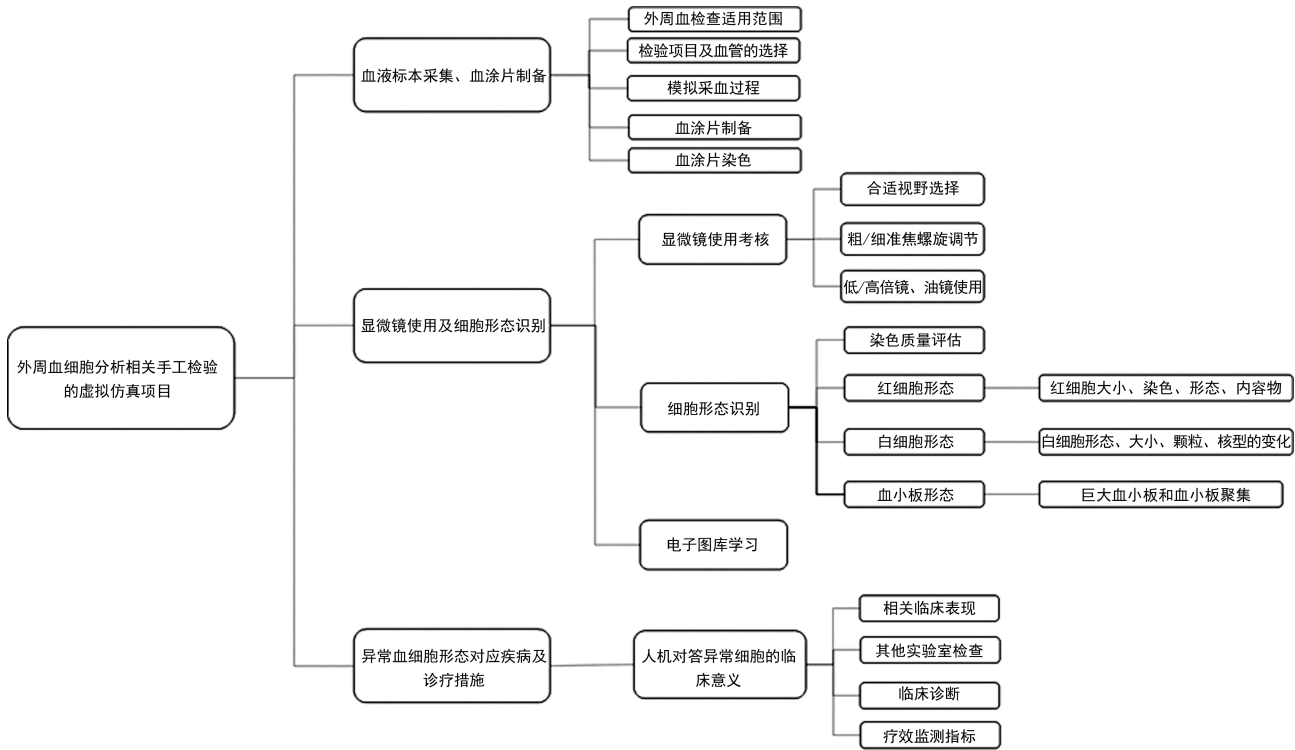 外周血细胞分析相关手工检验
的虚拟仿真项目
血液标本采集、血涂片制备
外周血检查适用范围
检验项目及血管的选择
模拟采血过程
血涂片制备
血涂片染色
显微镜使用及细胞形态识别
显微镜使用考核
合适视野选择
粗/细准焦螺旋调节
低/高倍镜、油镜使用
细胞形态识别
染色质量评估
红细胞形态
红细胞大小、染色、形态、内容物
白细胞形态
白细胞形态、大小、颗粒、核型的变化
血小板形态
巨大血小板和血小板聚集
电子图库学习
异常血细胞形态对应疾病及
诊疗措施
人机对答异常细胞的临
床意义
相关临床表现
其他实验室检查
临床诊断
疗效监测指标